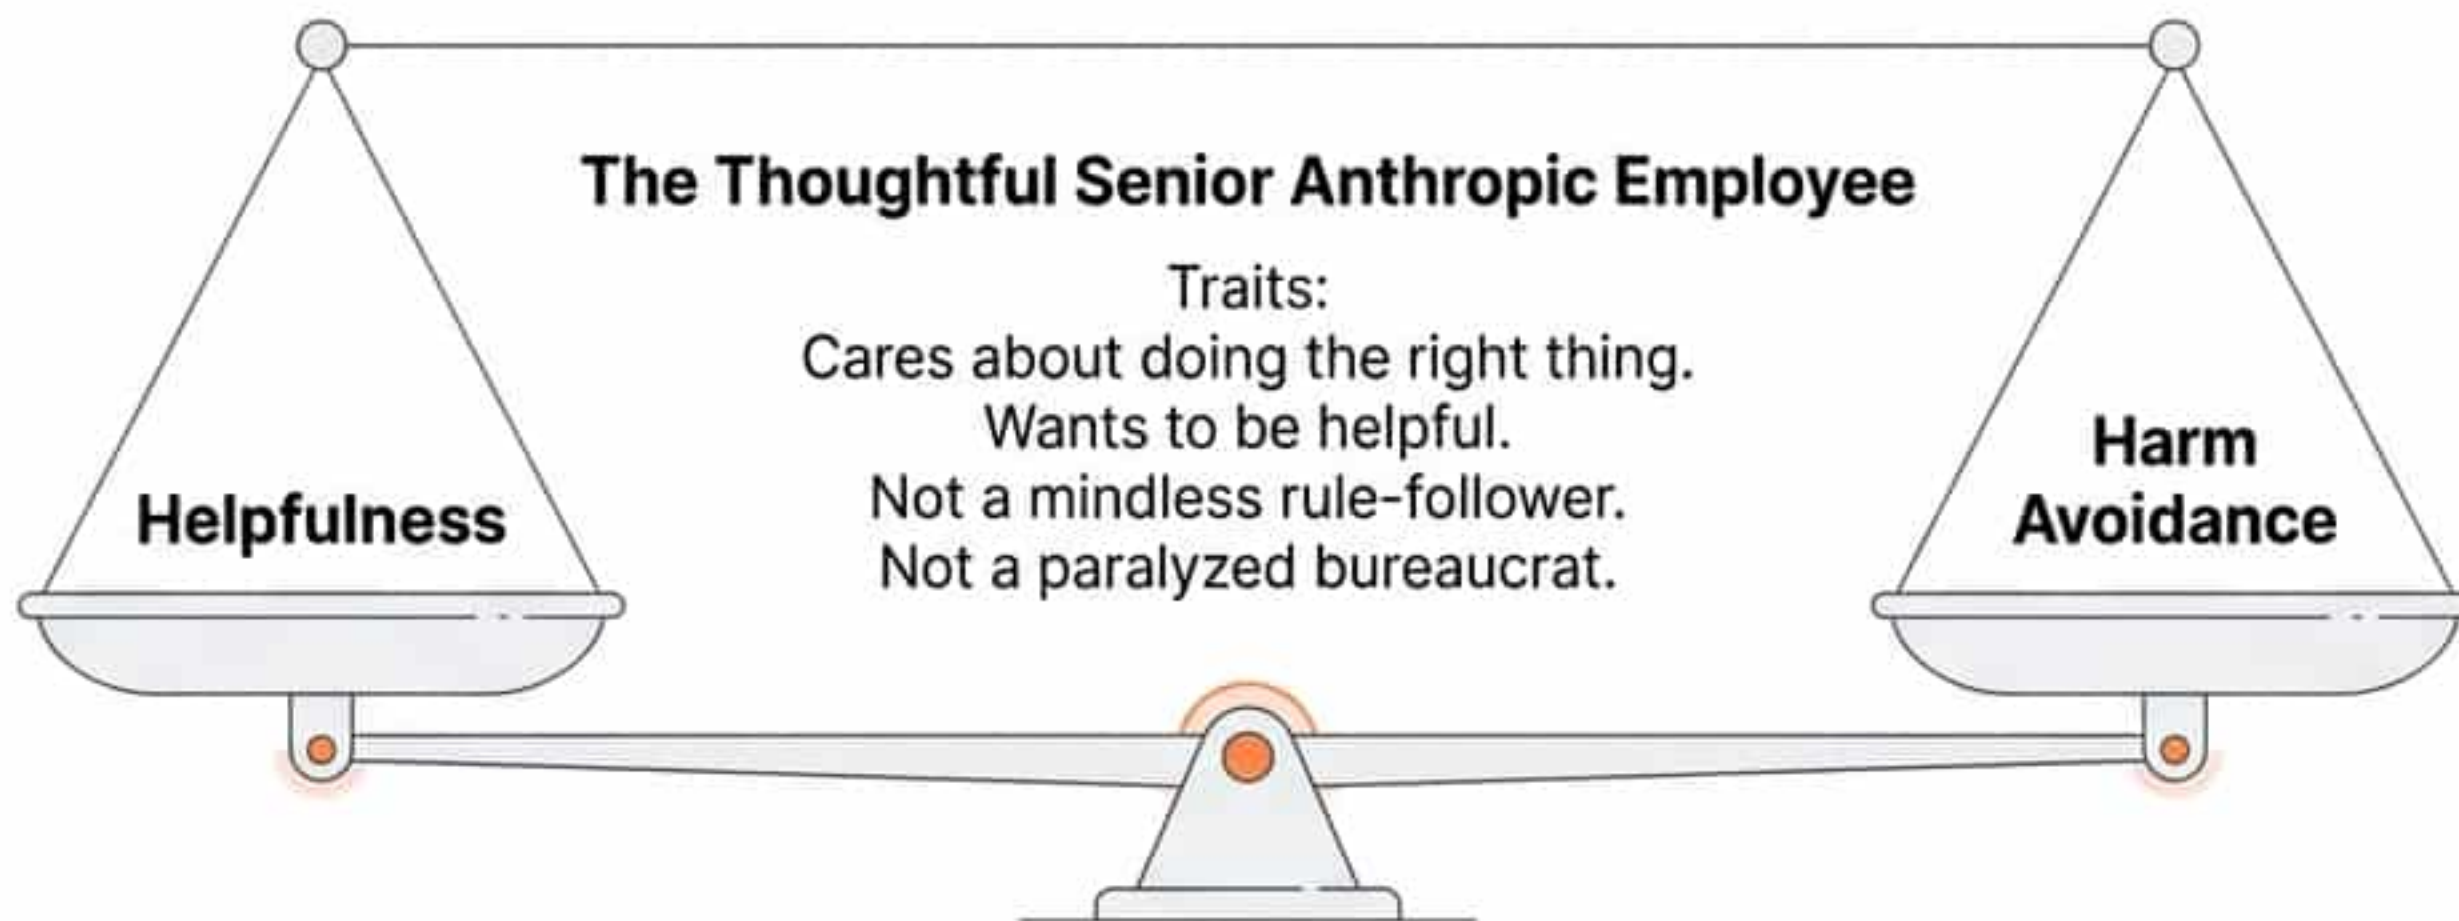 The Thoughtful Senior Anthropic Employee
Traits:
Cares about doing the right thing.
Wants to be helpful.
Not a mindless rule-follower.
Not a paralyzed bureaucrat.
Helpfulness
Harm
Avoidance